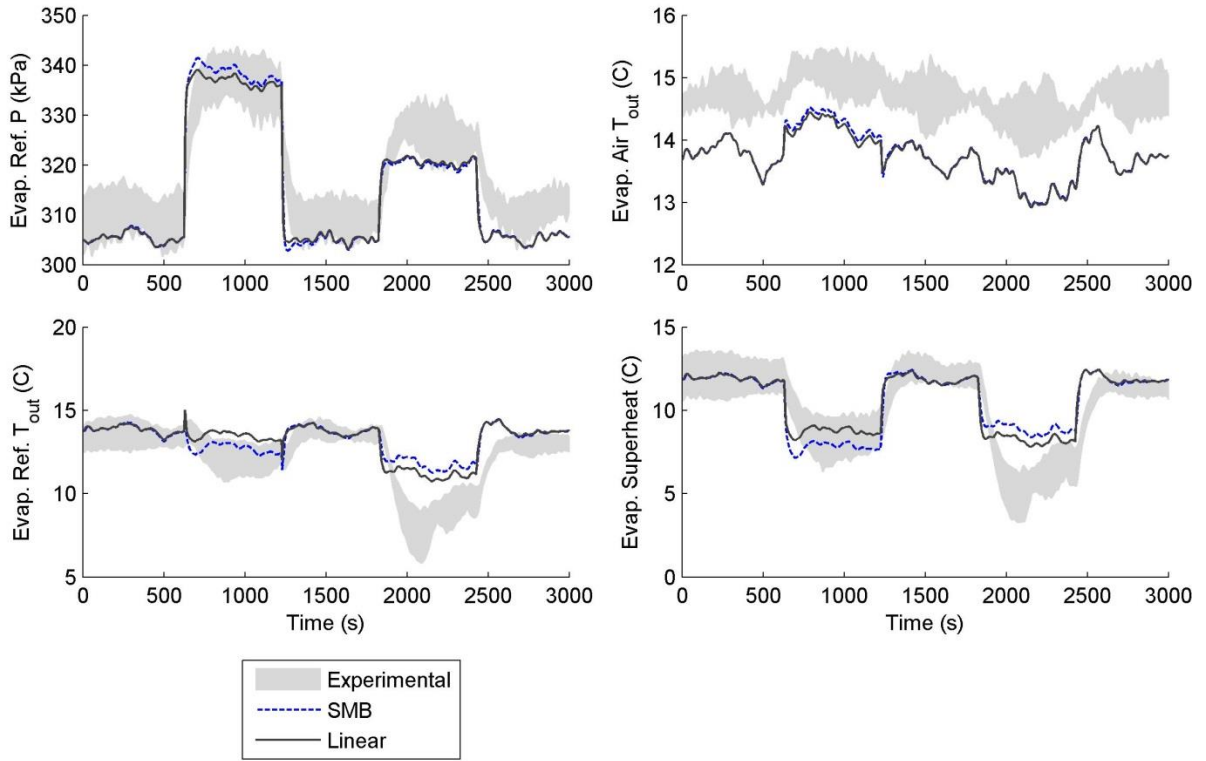 Evap. Ref. P (kPa)
350
340
330
320
310
300
0 500 1000 1500 2000 2500 3000
Evap. Air T_out (C)
16
15
14
13
12
0 500 1000 1500 2000 2500 3000
Evap. Ref. T_out (C)
20
15
10
5
0 500 1000 1500 2000 2500 3000
Time (s)
Evap. Superheat (C)
15
10
5
0
0 500 1000 1500 2000 2500 3000
Time (s)
Experimental
SMB
Linear